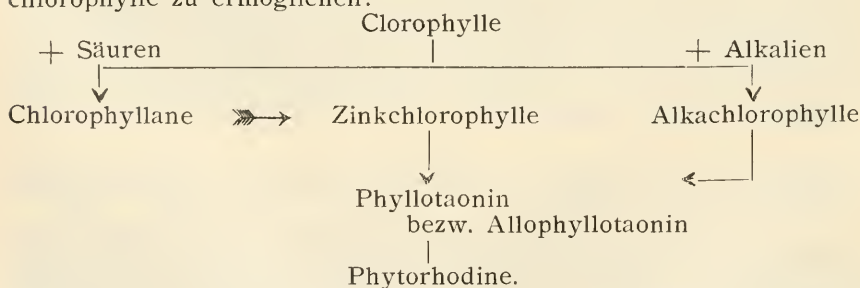 chlorophylle zu ermöglichen:
Clorophylle
+ Säuren + Alkalien
Chlorophyllane Zinkchlorophylle Alkachlorophylle
Phyllotaonin
bezw. Allophyllotaonin
Phytorhodine.